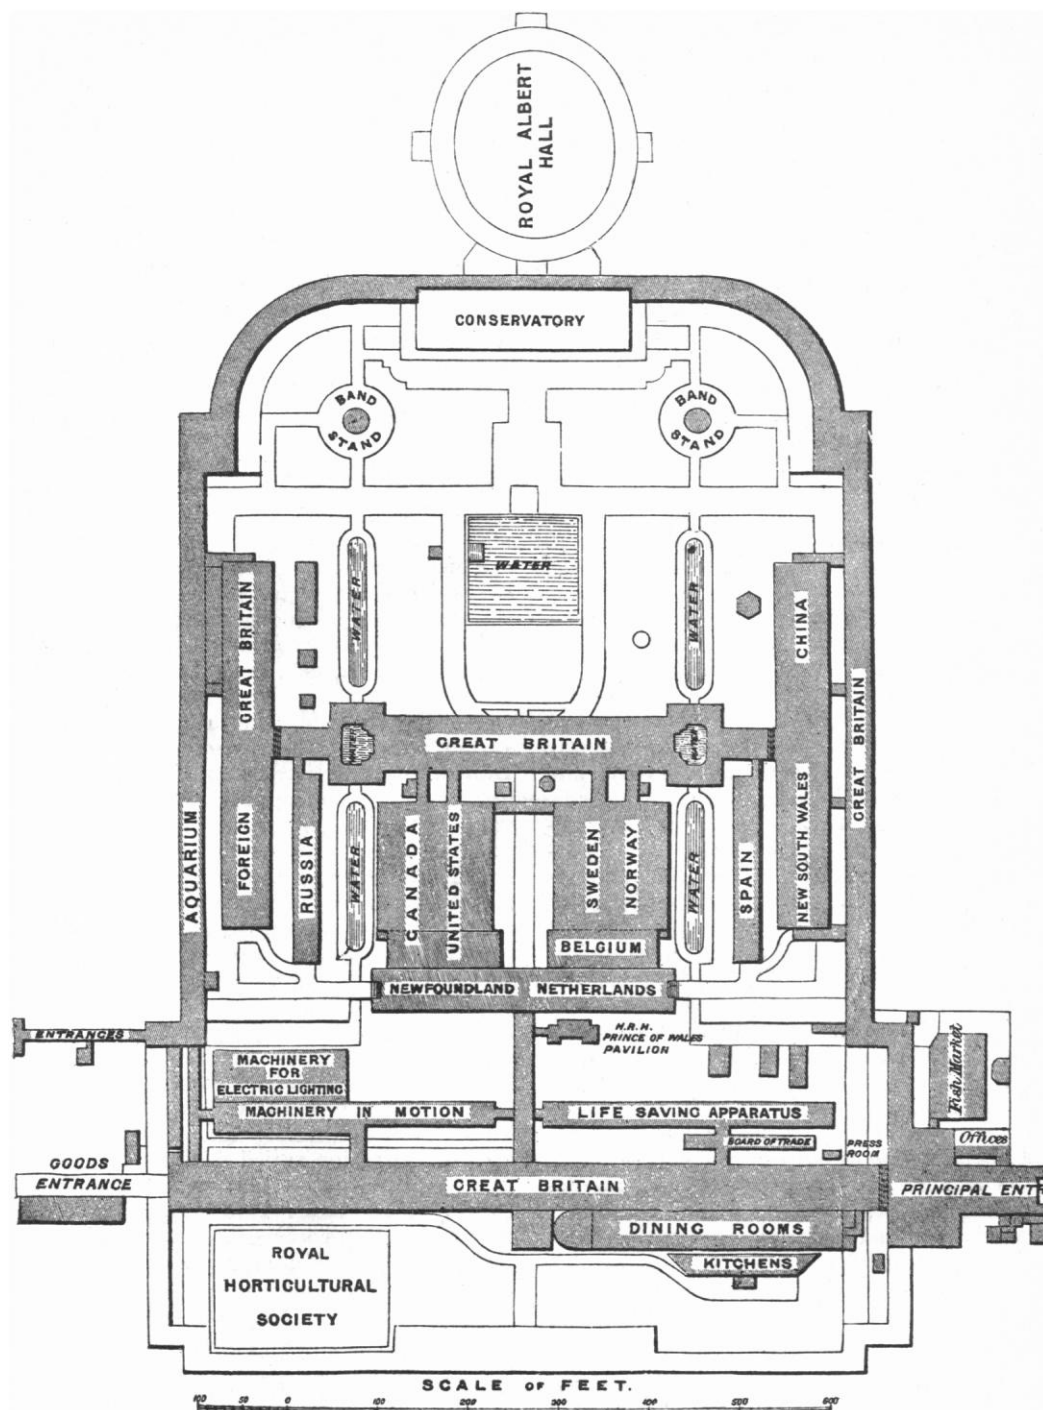 ROYAL ALBERT
HALL
CONSERVATORY
BAND
STAND
BAND
STAND
WATER
WATER
WATER
GREAT BRITAIN
FOREIGN
CHINA
NEW SOUTH WALES
GREAT BRITAIN
AQUARIUM
WATER
GREAT BRITAIN
RUSSIA
WATER
CANADA
UNITED STATES
SWEDEN
NORWAY
WATER
SPAIN
BELGIUM
NEWFOUNDLAND
NETHERLANDS
ENTRANCES
H.R.H.
PRINCE OF WALES
PAVILION
Fish Market
MACHINERY
FOR
ELECTRIC LIGHTING
MACHINERY IN MOTION
LIFE SAVING APPARATUS
BOARD OF TRADE
PRESS
ROOM
Offices
GOODS
ENTRANCE
GREAT BRITAIN
PRINCIPAL ENT
DINING ROOMS
KITCHENS
ROYAL
HORTICULTURAL
SOCIETY
SCALE OF FEET.
100 50 0 100 200 300 400 500 600